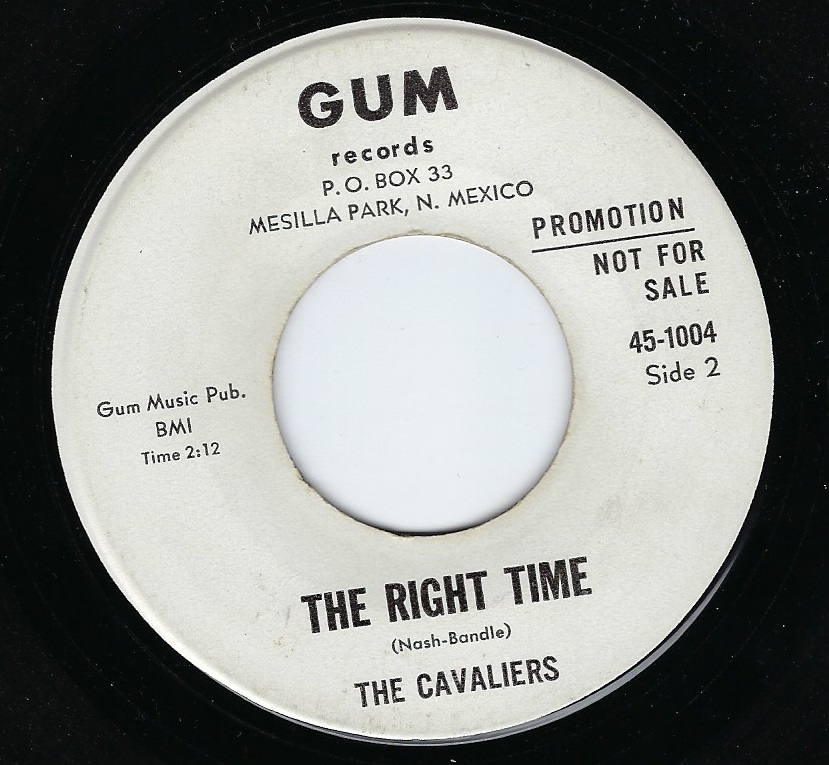 GUM
records
P. O. BOX 33
MESILLA PARK, N. MEXICO
PROMOTION
NOT FOR
SALE
45-1004
Side 2
Gum Music Pub.
BMI
Time 2:12
THE RIGHT TIME
(Nash-Bandle)
THE CAVALIERS